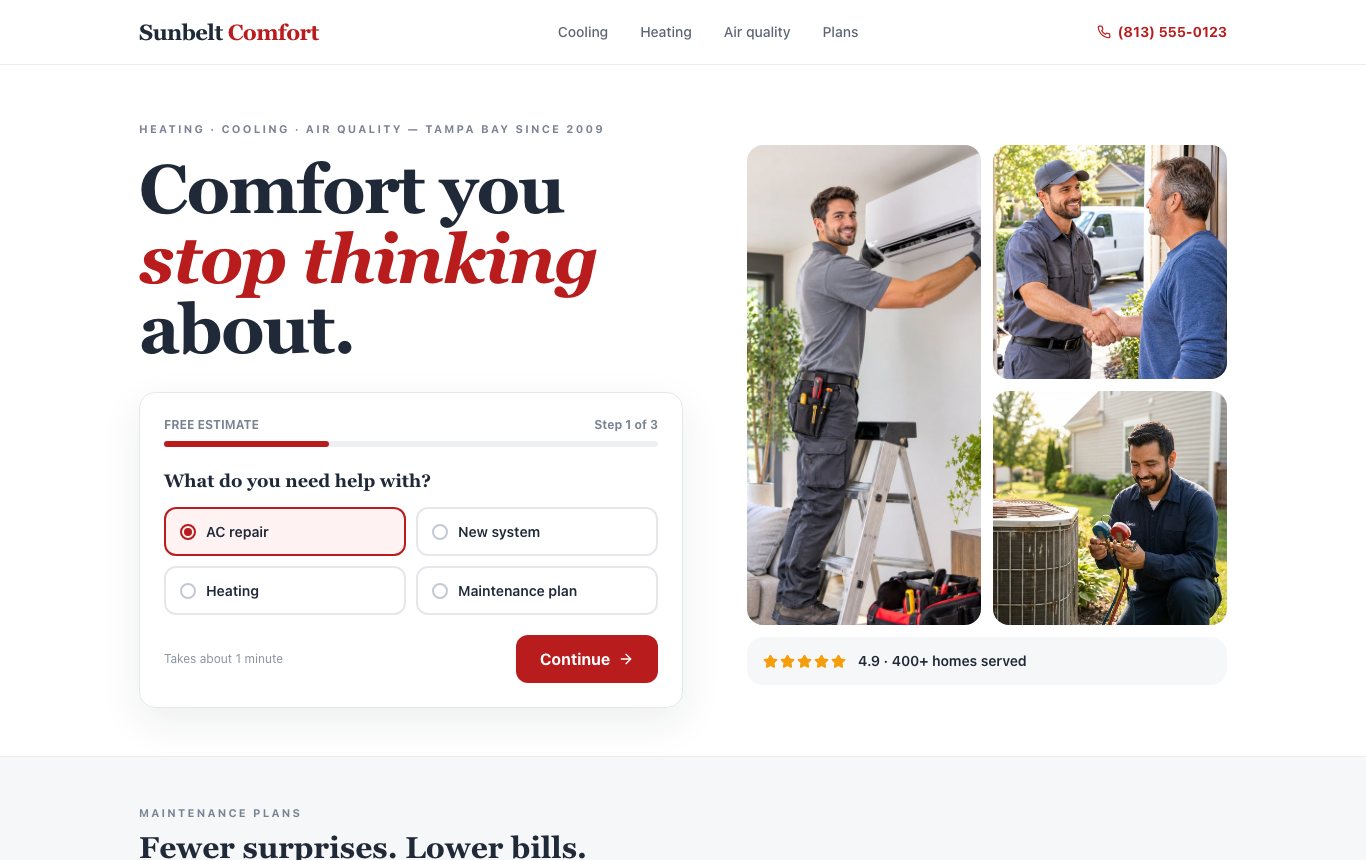 Sunbelt Comfort
Cooling
Heating
Air quality
Plans
(813) 555-0123
HEATING · COOLING · AIR QUALITY — TAMPA BAY SINCE 2009
Comfort you
stop thinking
about.
FREE ESTIMATE
Step 1 of 3
What do you need help with?
AC repair
New system
Heating
Maintenance plan
Takes about 1 minute
Continue →
4.9 · 400+ homes served
MAINTENANCE PLANS
Fewer surprises. Lower bills.